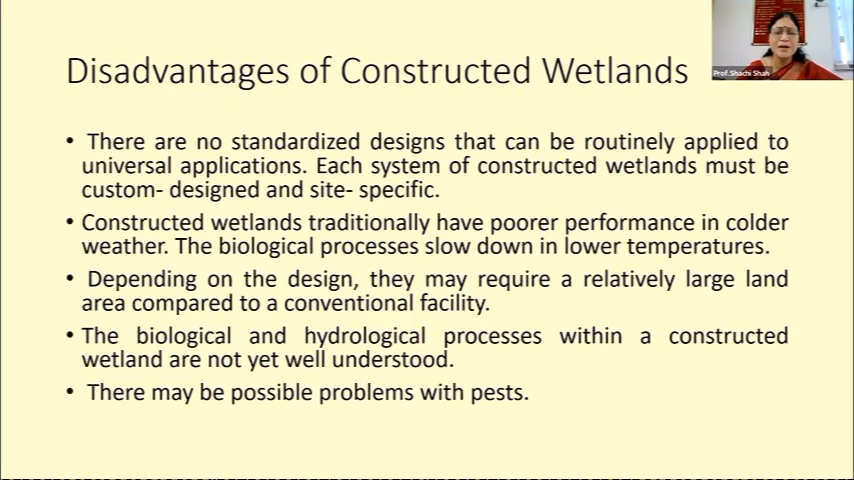 Disadvantages of Constructed Wetlands
Prof.Shachi Shah
• There are no standardized designs that can be routinely applied to
universal applications. Each system of constructed wetlands must be
custom- designed and site- specific.
• Constructed wetlands traditionally have poorer performance in colder
weather. The biological processes slow down in lower temperatures.
• Depending on the design, they may require a relatively large land
area compared to a conventional facility.
• The biological and hydrological processes within a constructed
wetland are not yet well understood.
• There may be possible problems with pests.